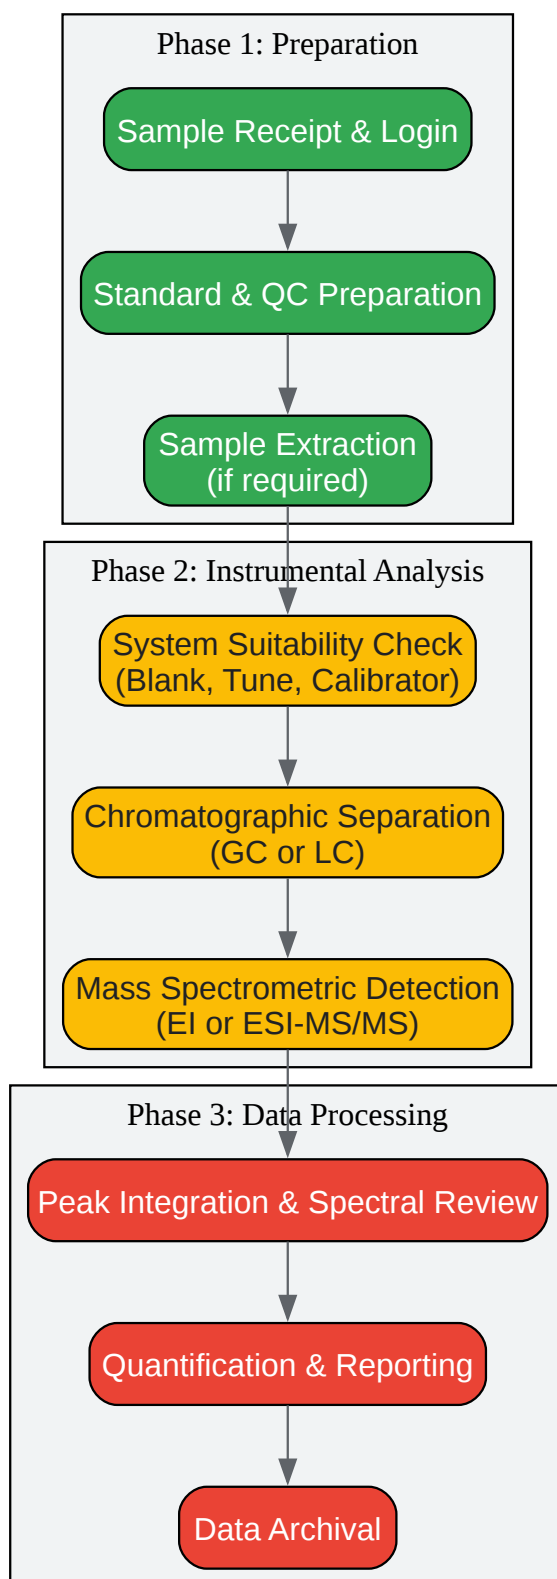 Phase 1: Preparation
Sample Receipt & Login
Standard & QC Preparation
Sample Extraction
(if required)
Phase 2: Instrumental Analysis
System Suitability Check
(Blank, Tune, Calibrator)
Chromatographic Separation
(GC or LC)
Mass Spectrometric Detection
(EI or ESI-MS/MS)
Phase 3: Data Processing
Peak Integration & Spectral Review
Quantification & Reporting
Data Archival